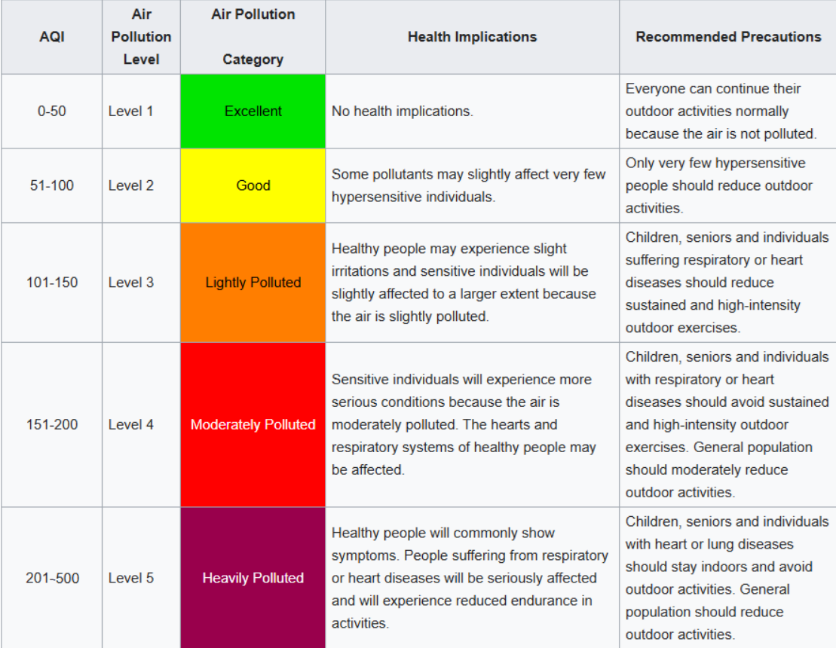 AQI
Air
Pollution
Level
Air Pollution
Category
Health Implications
Recommended Precautions
0-50
Level 1
Excellent
No health implications.
Everyone can continue their
outdoor activities normally
because the air is not polluted.
51-100
Level 2
Good
Some pollutants may slightly affect very few
hypersensitive individuals.
Only very few hypersensitive
people should reduce outdoor
activities.
101-150
Level 3
Lightly Polluted
Healthy people may experience slight
irritations and sensitive individuals will be
slightly affected to a larger extent because
the air is slightly polluted.
Children, seniors and individuals
suffering respiratory or heart
diseases should reduce
sustained and high-intensity
outdoor exercises.
151-200
Level 4
Moderately Polluted
Sensitive individuals will experience more
serious conditions because the air is
moderately polluted. The hearts and
respiratory systems of healthy people may
be affected.
Children, seniors and individuals
with respiratory or heart
diseases should avoid sustained
and high-intensity outdoor
exercises. General population
should moderately reduce
outdoor activities.
201-500
Level 5
Heavily Polluted
Healthy people will commonly show
symptoms. People suffering from respiratory
or heart diseases will be seriously affected
and will experience reduced endurance in
activities.
Children, seniors and individuals
with heart or lung diseases
should stay indoors and avoid
outdoor activities. General
population should reduce
outdoor activities.